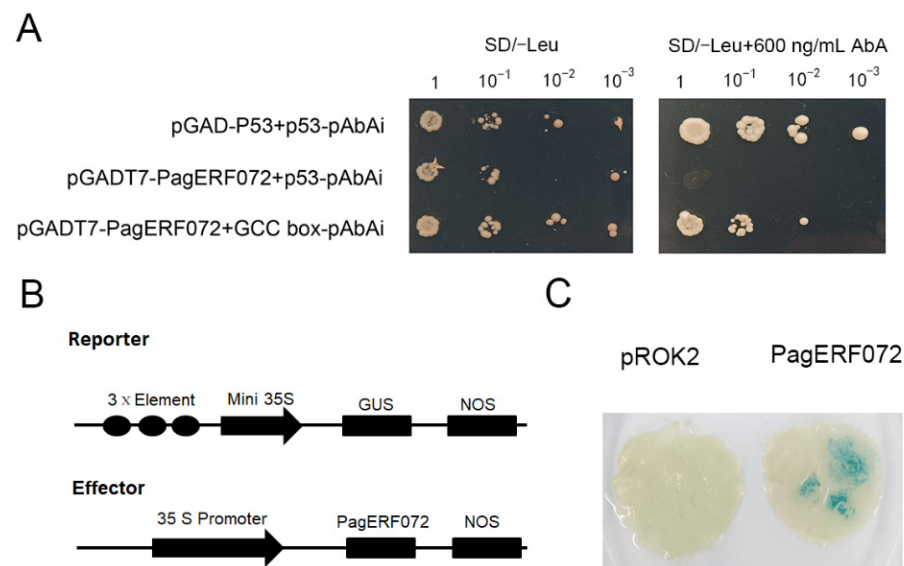 A
SD/−Leu SD/−Leu+600 ng/mL AbA
1 10⁻¹ 10⁻² 10⁻³ 1 10⁻¹ 10⁻² 10⁻³
pGAD-P53+p53-pAbAi
pGADT7-PagERF072+p53-pAbAi
pGADT7-PagERF072+GCC box-pAbAi
B
Reporter
3 x Element Mini 35S GUS NOS
Effector
35 S Promoter PagERF072 NOS
C
pROK2 PagERF072